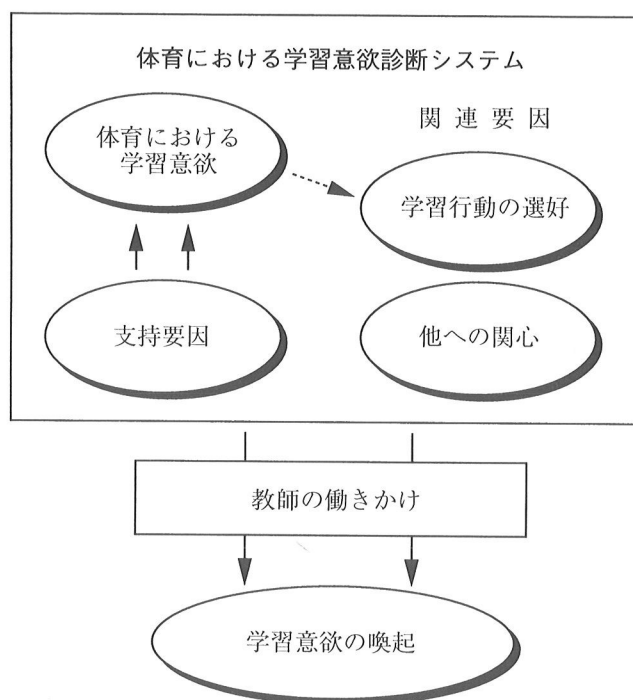 体育における学習意欲診断システム
体育における
学習意欲
関連要因
学習行動の選好
支持要因
他への関心
教師の働きかけ
学習意欲の喚起